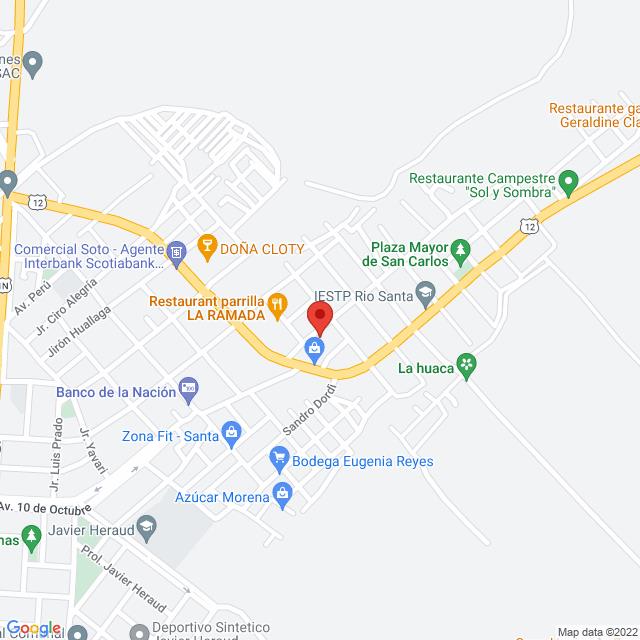 nes
SAC
Restaurante ga
Geraldine Cla
Restaurante Campestre
"Sol y Sombra"
12
12
Comercial Soto - Agente
Interbank Scotiabank...
DOÑA CLOTY
Plaza Mayor
de San Carlos
1N
Av. Perú
Jr. Ciro Alegría
Jirón Huallaga
Restaurant parrilla
LA RAMADA
IESTP Rio Santa
La huaca
Banco de la Nación
Jr. Luis Prado
Jr. Yavari
Sandro Dordi
Zona Fit - Santa
Bodega Eugenia Reyes
Azúcar Morena
Av. 10 de Octubre
Javier Heraud
nas
Prol. Javier Heraud
Deportivo Sintetico
Javier Heraud
Google
Map data ©2022